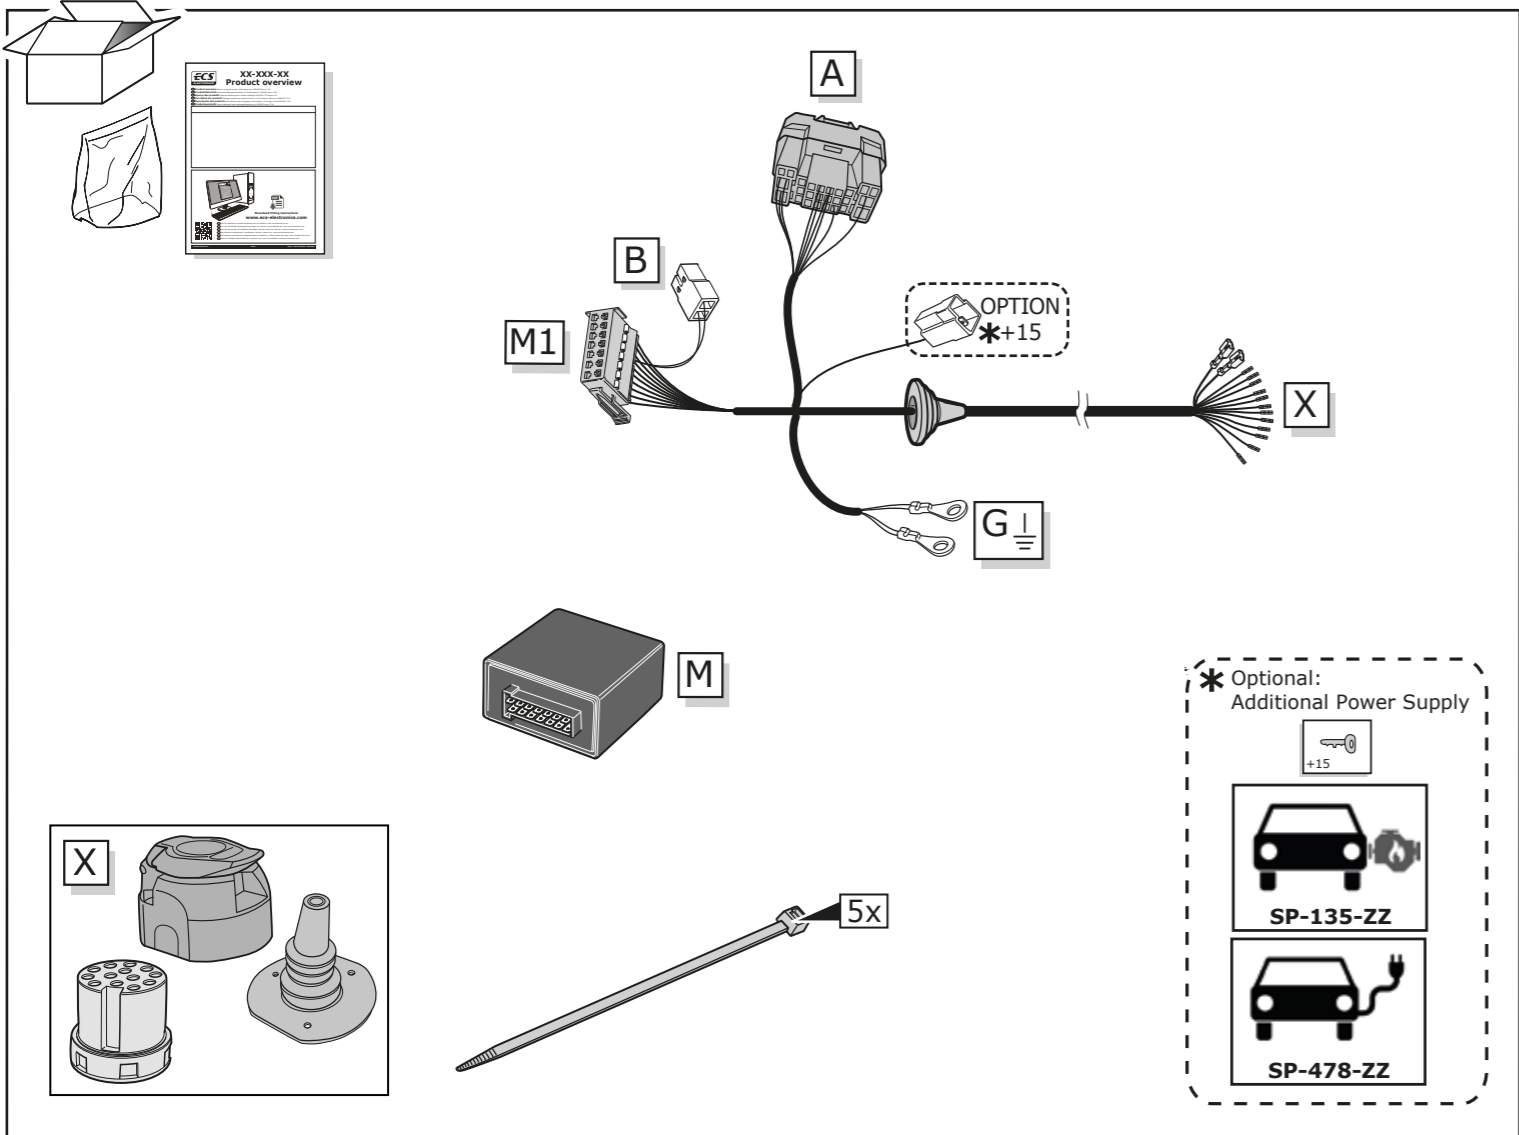 ECS
XX-XXX-XX
Product overview
www.ecs-electronics.com
A
B
M1
OPTION
*+15
X
G
M
* Optional:
Additional Power Supply
+15
SP-135-ZZ
SP-478-ZZ
X
5x